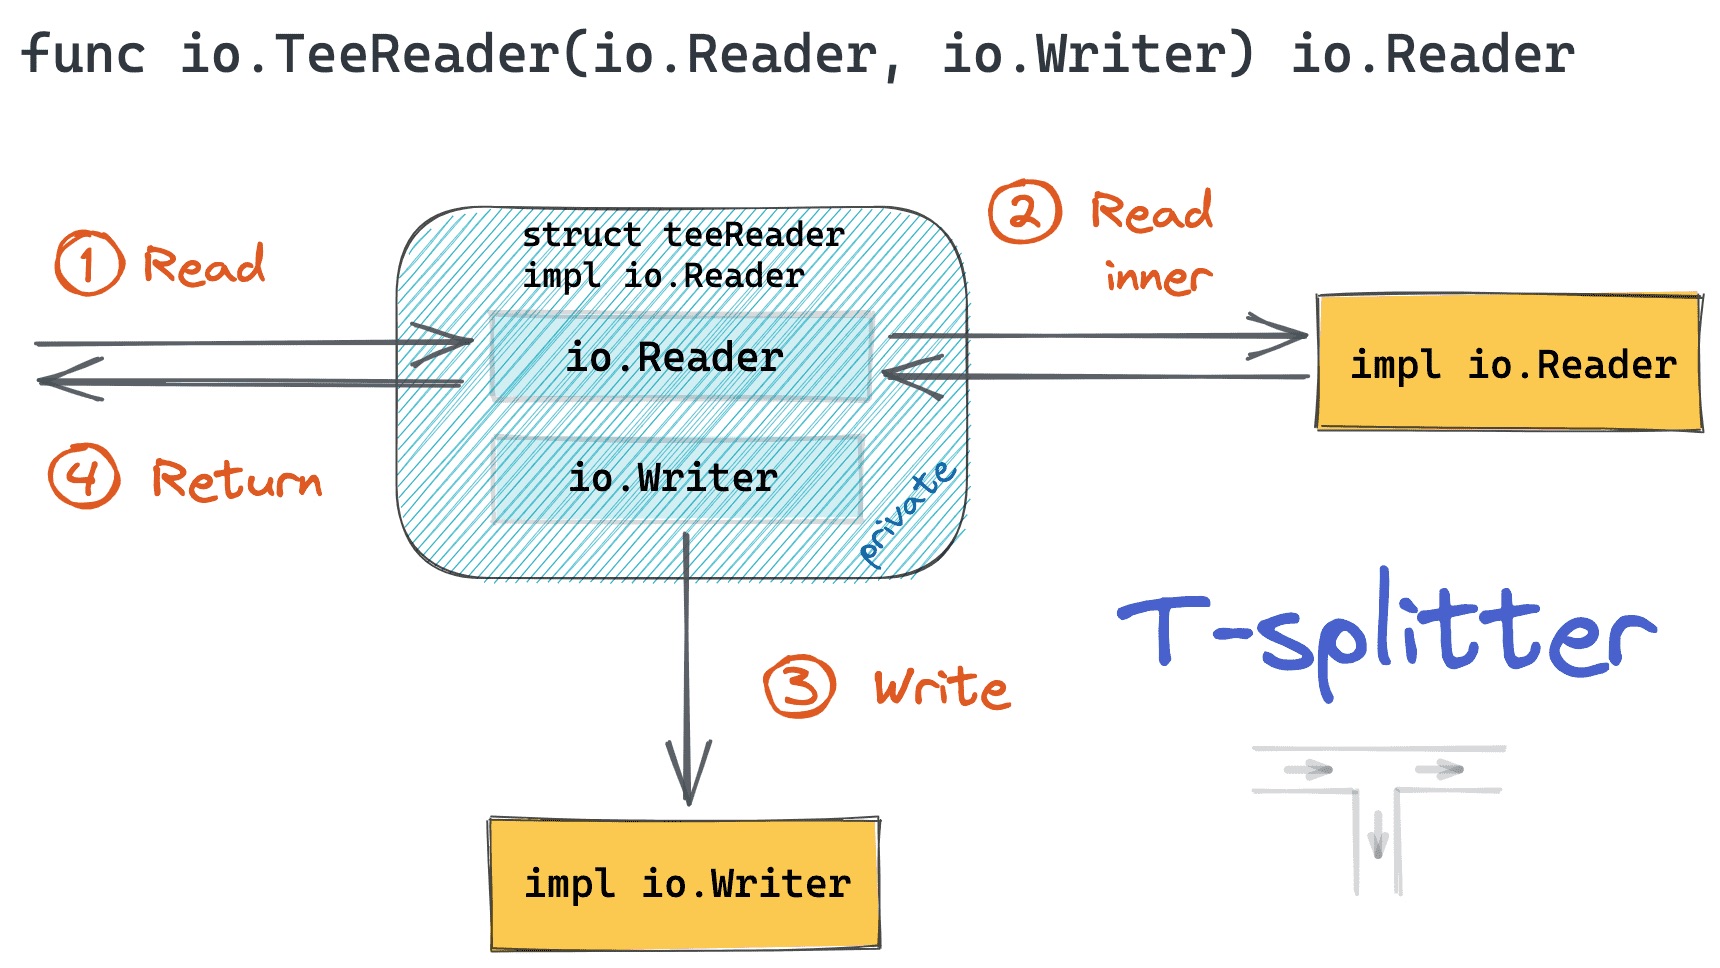 func io.TeeReader(io.Reader, io.Writer) io.Reader
1 Read
struct teeReader
impl io.Reader
2 Read
inner
io.Reader
impl io.Reader
4 Return
io.Writer
private
T-splitter
3 Write
impl io.Writer